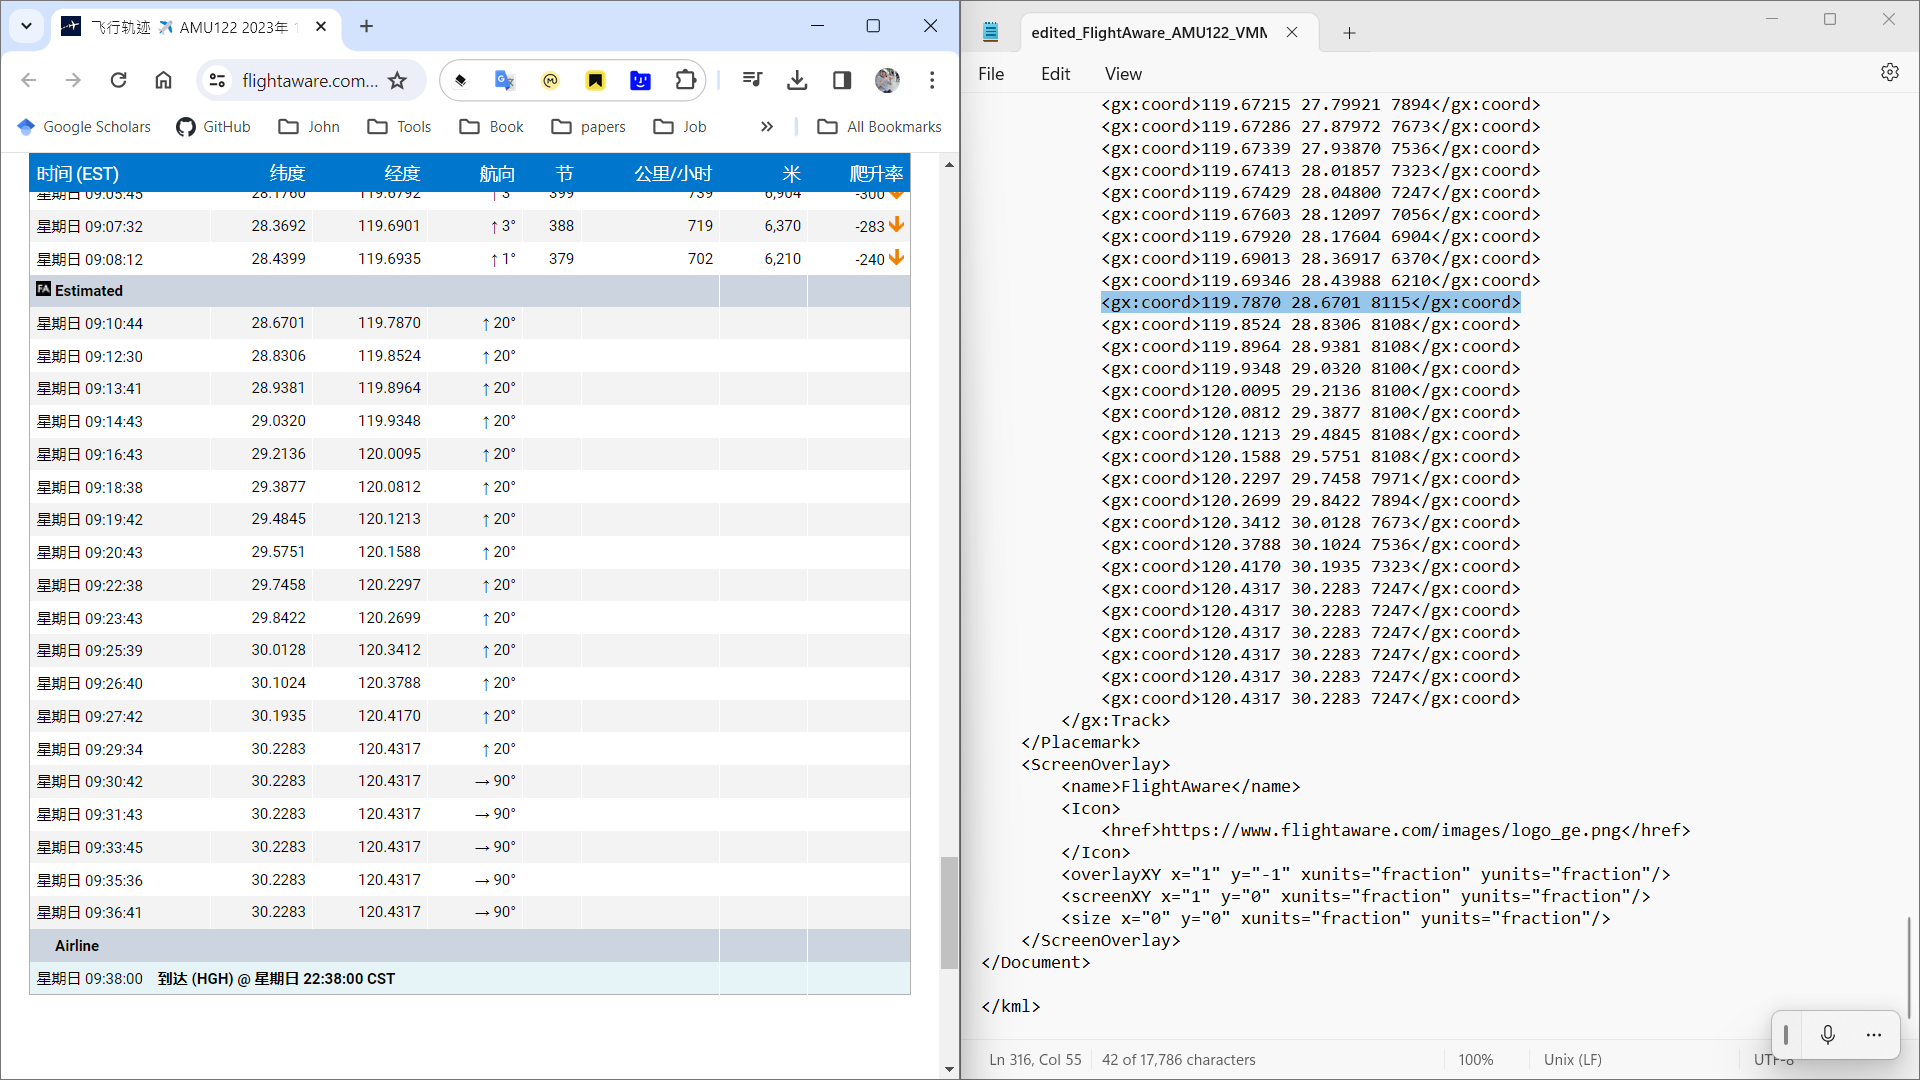 飞行轨迹 ✈️ AMU122 2023年 1
flightaware.com...
Google Scholars
GitHub
John
Tools
Book
papers
Job
»
All Bookmarks
时间 (EST) 纬度 经度 航向 节 公里/小时 米 爬升率
星期日 09:05:45 28.1760 119.6792 ↑ 3° 399 739 6,904 -300
星期日 09:07:32 28.3692 119.6901 ↑ 3° 388 719 6,370 -283
星期日 09:08:12 28.4399 119.6935 ↑ 1° 379 702 6,210 -240
FA Estimated
星期日 09:10:44 28.6701 119.7870 ↑ 20°
星期日 09:12:30 28.8306 119.8524 ↑ 20°
星期日 09:13:41 28.9381 119.8964 ↑ 20°
星期日 09:14:43 29.0320 119.9348 ↑ 20°
星期日 09:16:43 29.2136 120.0095 ↑ 20°
星期日 09:18:38 29.3877 120.0812 ↑ 20°
星期日 09:19:42 29.4845 120.1213 ↑ 20°
星期日 09:20:43 29.5751 120.1588 ↑ 20°
星期日 09:22:38 29.7458 120.2297 ↑ 20°
星期日 09:23:43 29.8422 120.2699 ↑ 20°
星期日 09:25:39 30.0128 120.3412 ↑ 20°
星期日 09:26:40 30.1024 120.3788 ↑ 20°
星期日 09:27:42 30.1935 120.4170 ↑ 20°
星期日 09:29:34 30.2283 120.4317 ↑ 20°
星期日 09:30:42 30.2283 120.4317 → 90°
星期日 09:31:43 30.2283 120.4317 → 90°
星期日 09:33:45 30.2283 120.4317 → 90°
星期日 09:35:36 30.2283 120.4317 → 90°
星期日 09:36:41 30.2283 120.4317 → 90°
Airline
星期日 09:38:00 到达 (HGH) @ 星期日 22:38:00 CST
edited_FlightAware_AMU122_VMM
File Edit View
<gx:coord>119.67215 27.79921 7894</gx:coord>
<gx:coord>119.67286 27.87972 7673</gx:coord>
<gx:coord>119.67339 27.93870 7536</gx:coord>
<gx:coord>119.67413 28.01857 7323</gx:coord>
<gx:coord>119.67429 28.04800 7247</gx:coord>
<gx:coord>119.67603 28.12097 7056</gx:coord>
<gx:coord>119.67920 28.17604 6904</gx:coord>
<gx:coord>119.69013 28.36917 6370</gx:coord>
<gx:coord>119.69346 28.43988 6210</gx:coord>
<gx:coord>119.7870 28.6701 8115</gx:coord>
<gx:coord>119.8524 28.8306 8108</gx:coord>
<gx:coord>119.8964 28.9381 8108</gx:coord>
<gx:coord>119.9348 29.0320 8100</gx:coord>
<gx:coord>120.0095 29.2136 8100</gx:coord>
<gx:coord>120.0812 29.3877 8100</gx:coord>
<gx:coord>120.1213 29.4845 8108</gx:coord>
<gx:coord>120.1588 29.5751 8108</gx:coord>
<gx:coord>120.2297 29.7458 7971</gx:coord>
<gx:coord>120.2699 29.8422 7894</gx:coord>
<gx:coord>120.3412 30.0128 7673</gx:coord>
<gx:coord>120.3788 30.1024 7536</gx:coord>
<gx:coord>120.4170 30.1935 7323</gx:coord>
<gx:coord>120.4317 30.2283 7247</gx:coord>
<gx:coord>120.4317 30.2283 7247</gx:coord>
<gx:coord>120.4317 30.2283 7247</gx:coord>
<gx:coord>120.4317 30.2283 7247</gx:coord>
<gx:coord>120.4317 30.2283 7247</gx:coord>
<gx:coord>120.4317 30.2283 7247</gx:coord>
</gx:Track>
</Placemark>
<ScreenOverlay>
<name>FlightAware</name>
<Icon>
<href>https://www.flightaware.com/images/logo_ge.png</href>
</Icon>
<overlayXY x="1" y="-1" xunits="fraction" yunits="fraction"/>
<screenXY x="1" y="0" xunits="fraction" yunits="fraction"/>
<size x="0" y="0" xunits="fraction" yunits="fraction"/>
</ScreenOverlay>
</Document>
</kml>
Ln 316, Col 55 42 of 17,786 characters 100% Unix (LF) UTF-8